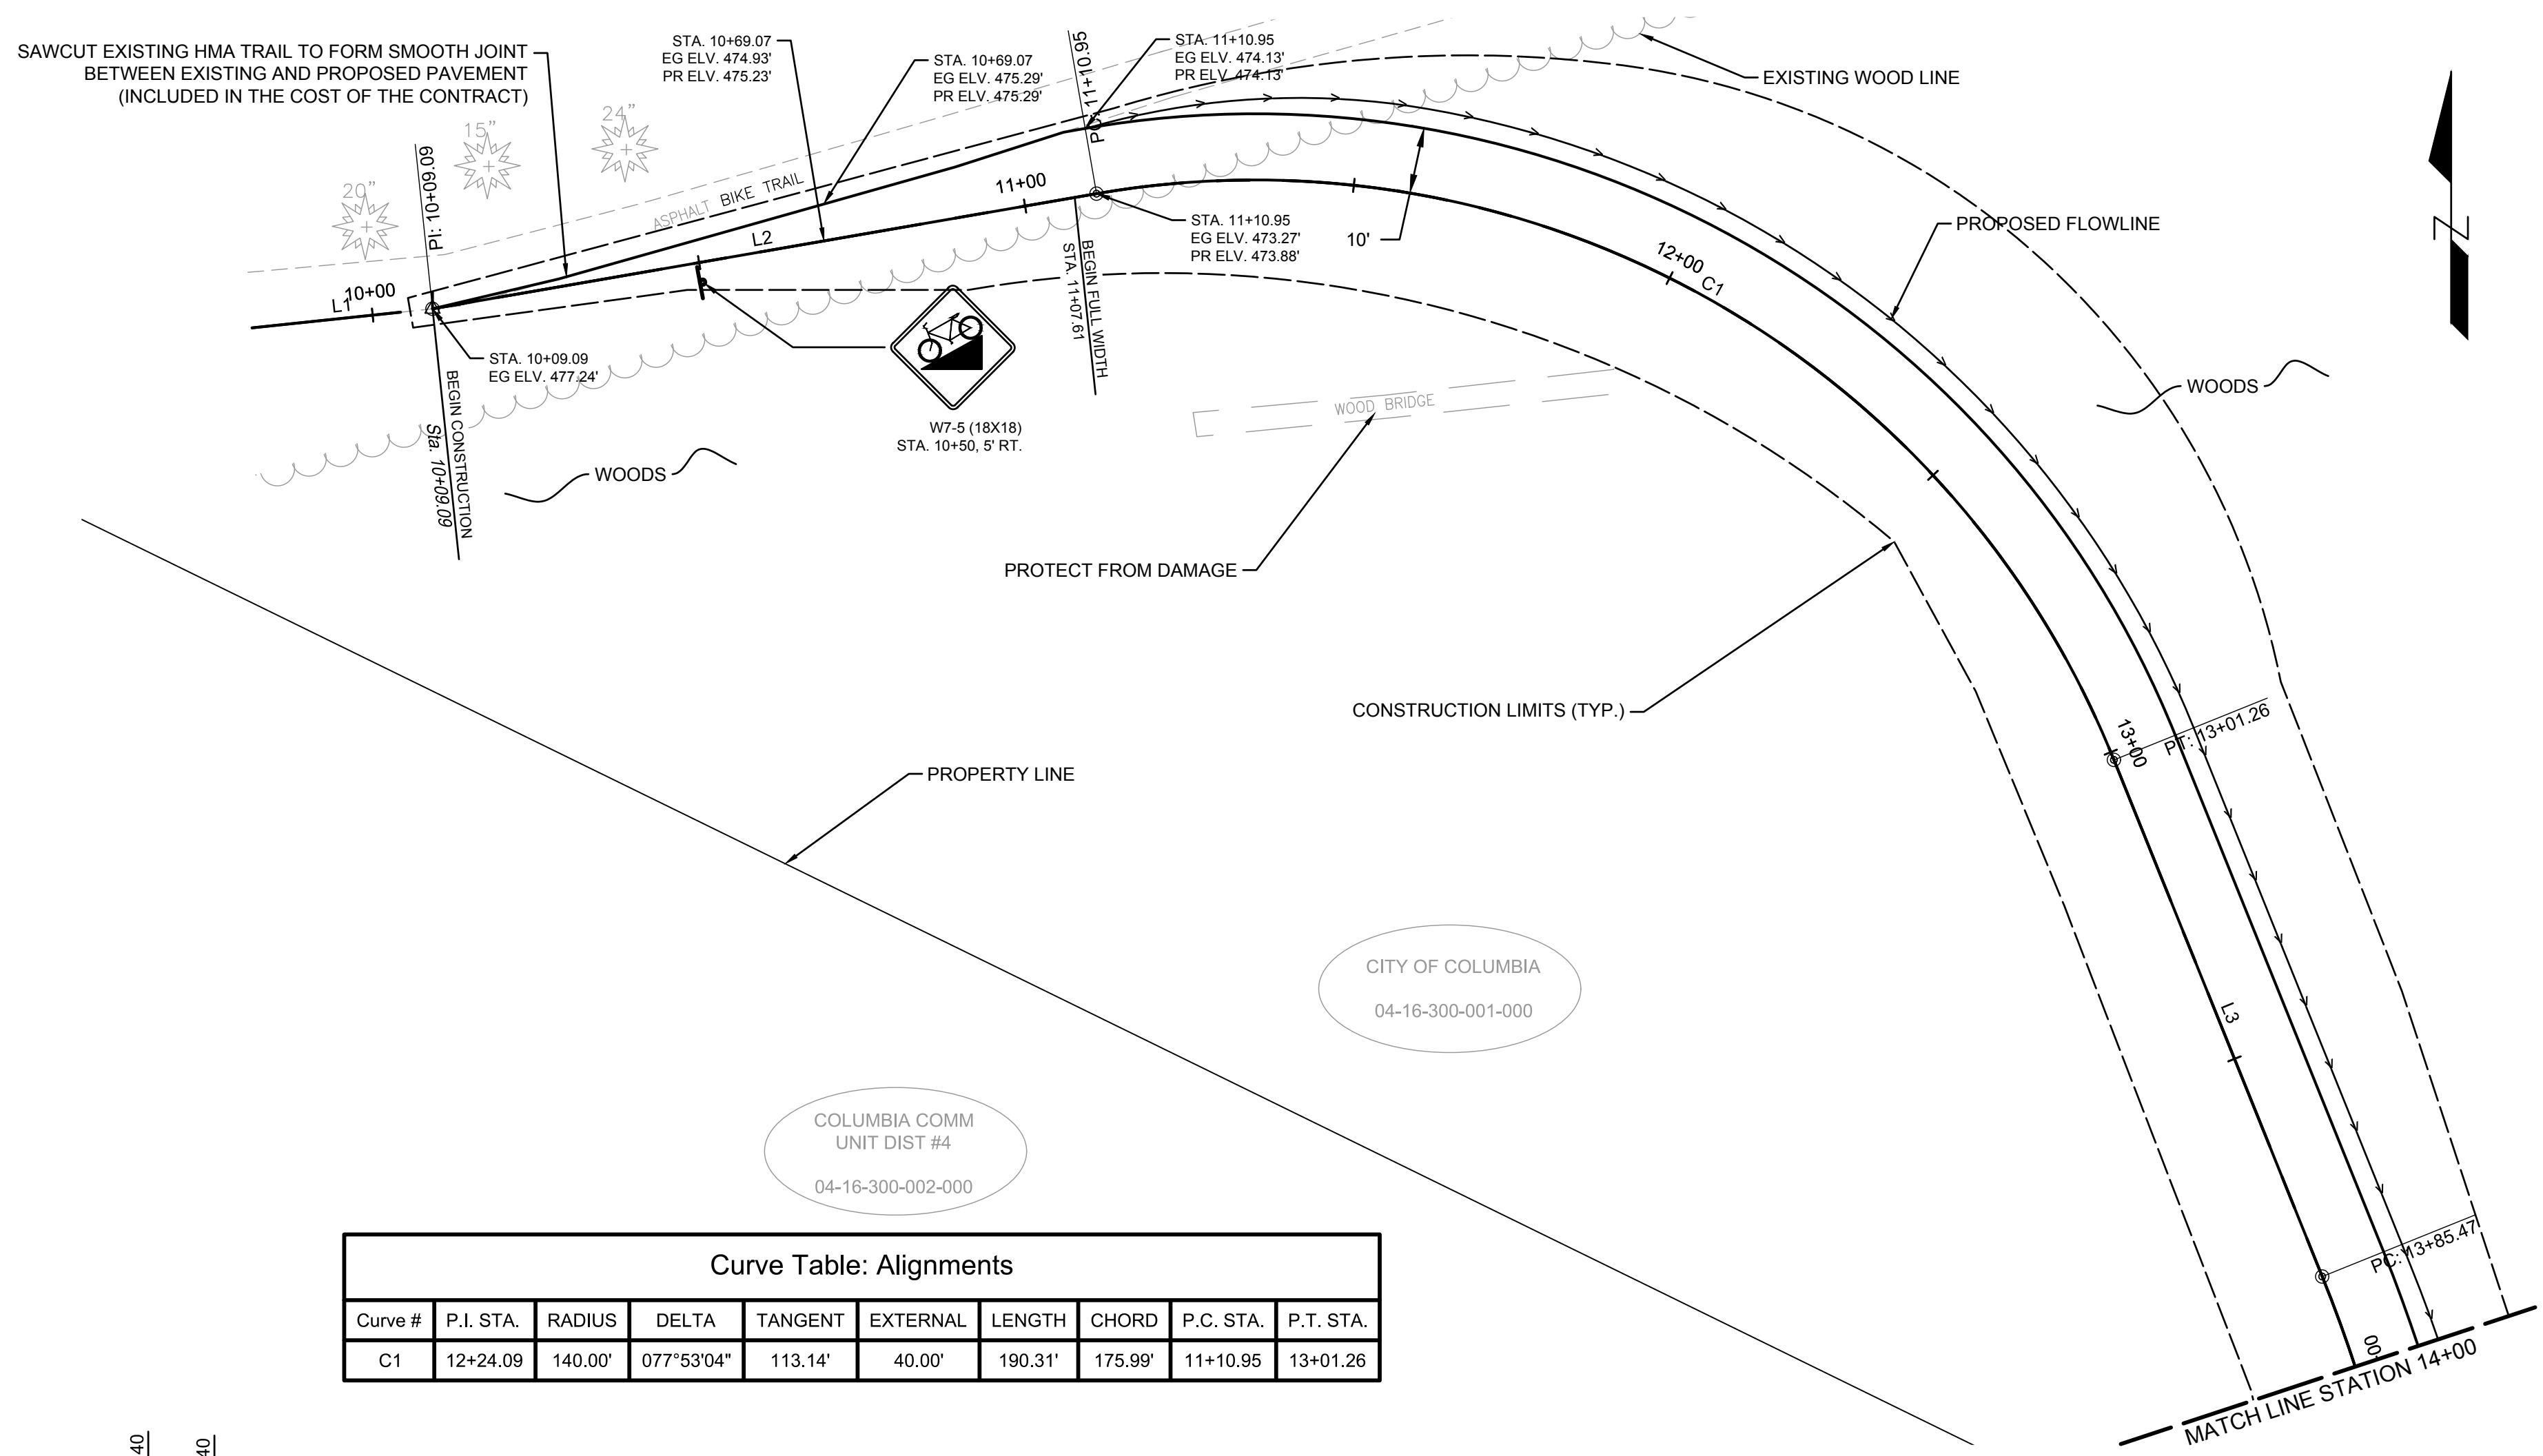 SAWCUT EXISTING HMA TRAIL TO FORM SMOOTH JOINT
BETWEEN EXISTING AND PROPOSED PAVEMENT
(INCLUDED IN THE COST OF THE CONTRACT)
STA. 10+69.07
EG ELV. 474.93'
PR ELV. 475.23'
STA. 10+69.07
EG ELV. 475.29'
PR ELV. 475.29'
PC: 11+10.95
STA. 11+10.95
EG ELV. 474.13'
PR ELV. 474.13'
EXISTING WOOD LINE
20"
15"
24"
PI: 10+09.09
ASPHALT BIKE TRAIL
L1
10+00
L2
11+00
STA. 11+10.95
EG ELV. 473.27'
PR ELV. 473.88'
10'
12+00
C1
PROPOSED FLOWLINE
N
STA. 10+09.09
EG ELV. 477.24'
BEGIN CONSTRUCTION
Sta. 10+09.09
BEGIN FULL WIDTH
STA. 11+07.61
W7-5 (18X18)
STA. 10+50, 5' RT.
WOOD BRIDGE
WOODS
WOODS
PROTECT FROM DAMAGE
CONSTRUCTION LIMITS (TYP.)
13+00
PT: 13+01.26
PROPERTY LINE
CITY OF COLUMBIA
04-16-300-001-000
L3
COLUMBIA COMM
UNIT DIST #4
04-16-300-002-000
PC: 13+85.47
00
MATCH LINE STATION 14+00
Curve Table: Alignments
Curve # P.I. STA. RADIUS DELTA TANGENT EXTERNAL LENGTH CHORD P.C. STA. P.T. STA.
C1 12+24.09 140.00' 077°53'04" 113.14' 40.00' 190.31' 175.99' 11+10.95 13+01.26
40
40